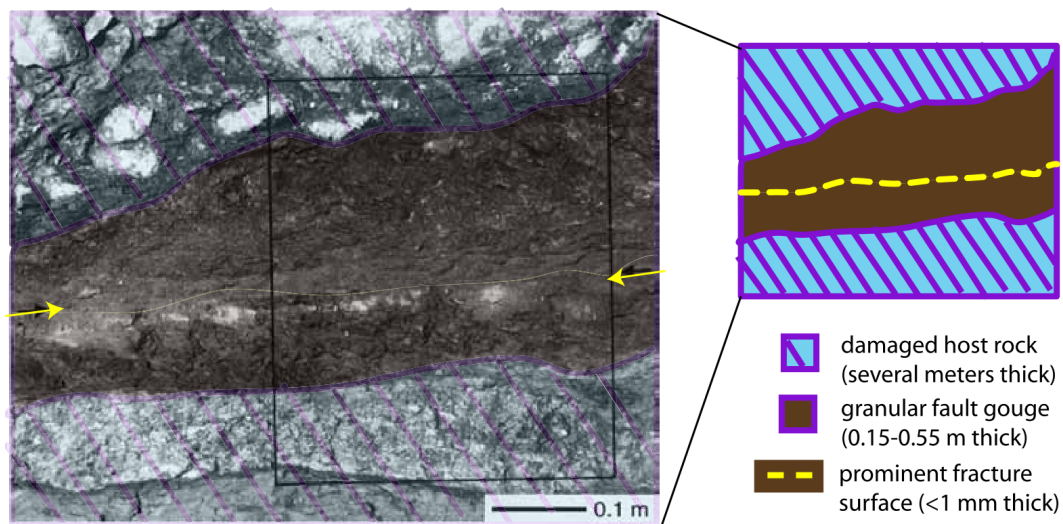 0.1 m
damaged host rock
(several meters thick)
granular fault gouge
(0.15-0.55 m thick)
prominent fracture
surface (<1 mm thick)